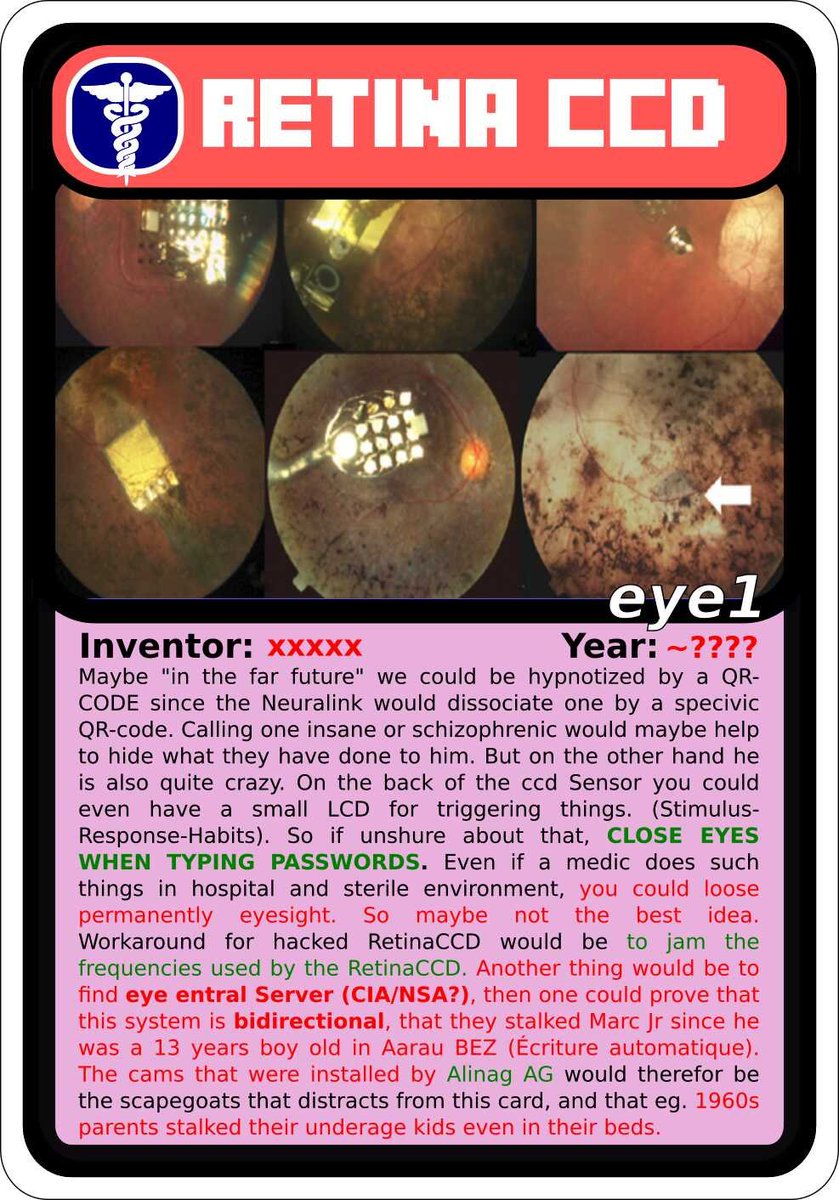 RETINA CCD
eye1
Inventor: xxxxx Year: ~????
Maybe "in the far future" we could be hypnotized by a QR-
CODE since the Neuralink would dissociate one by a specivic
QR-code. Calling one insane or schizophrenic would maybe help
to hide what they have done to him. But on the other hand he
is also quite crazy. On the back of the ccd Sensor you could
even have a small LCD for triggering things. (Stimulus-
Response-Habits). So if unshure about that, CLOSE EYES
WHEN TYPING PASSWORDS. Even if a medic does such
things in hospital and sterile environment, you could loose
permanently eyesight. So maybe not the best idea.
Workaround for hacked RetinaCCD would be to jam the
frequencies used by the RetinaCCD. Another thing would be to
find eye entral Server (CIA/NSA?), then one could prove that
this system is bidirectional, that they stalked Marc Jr since he
was a 13 years boy old in Aarau BEZ (Écriture automatique).
The cams that were installed by Alinag AG would therefor be
the scapegoats that distracts from this card, and that eg. 1960s
parents stalked their underage kids even in their beds.